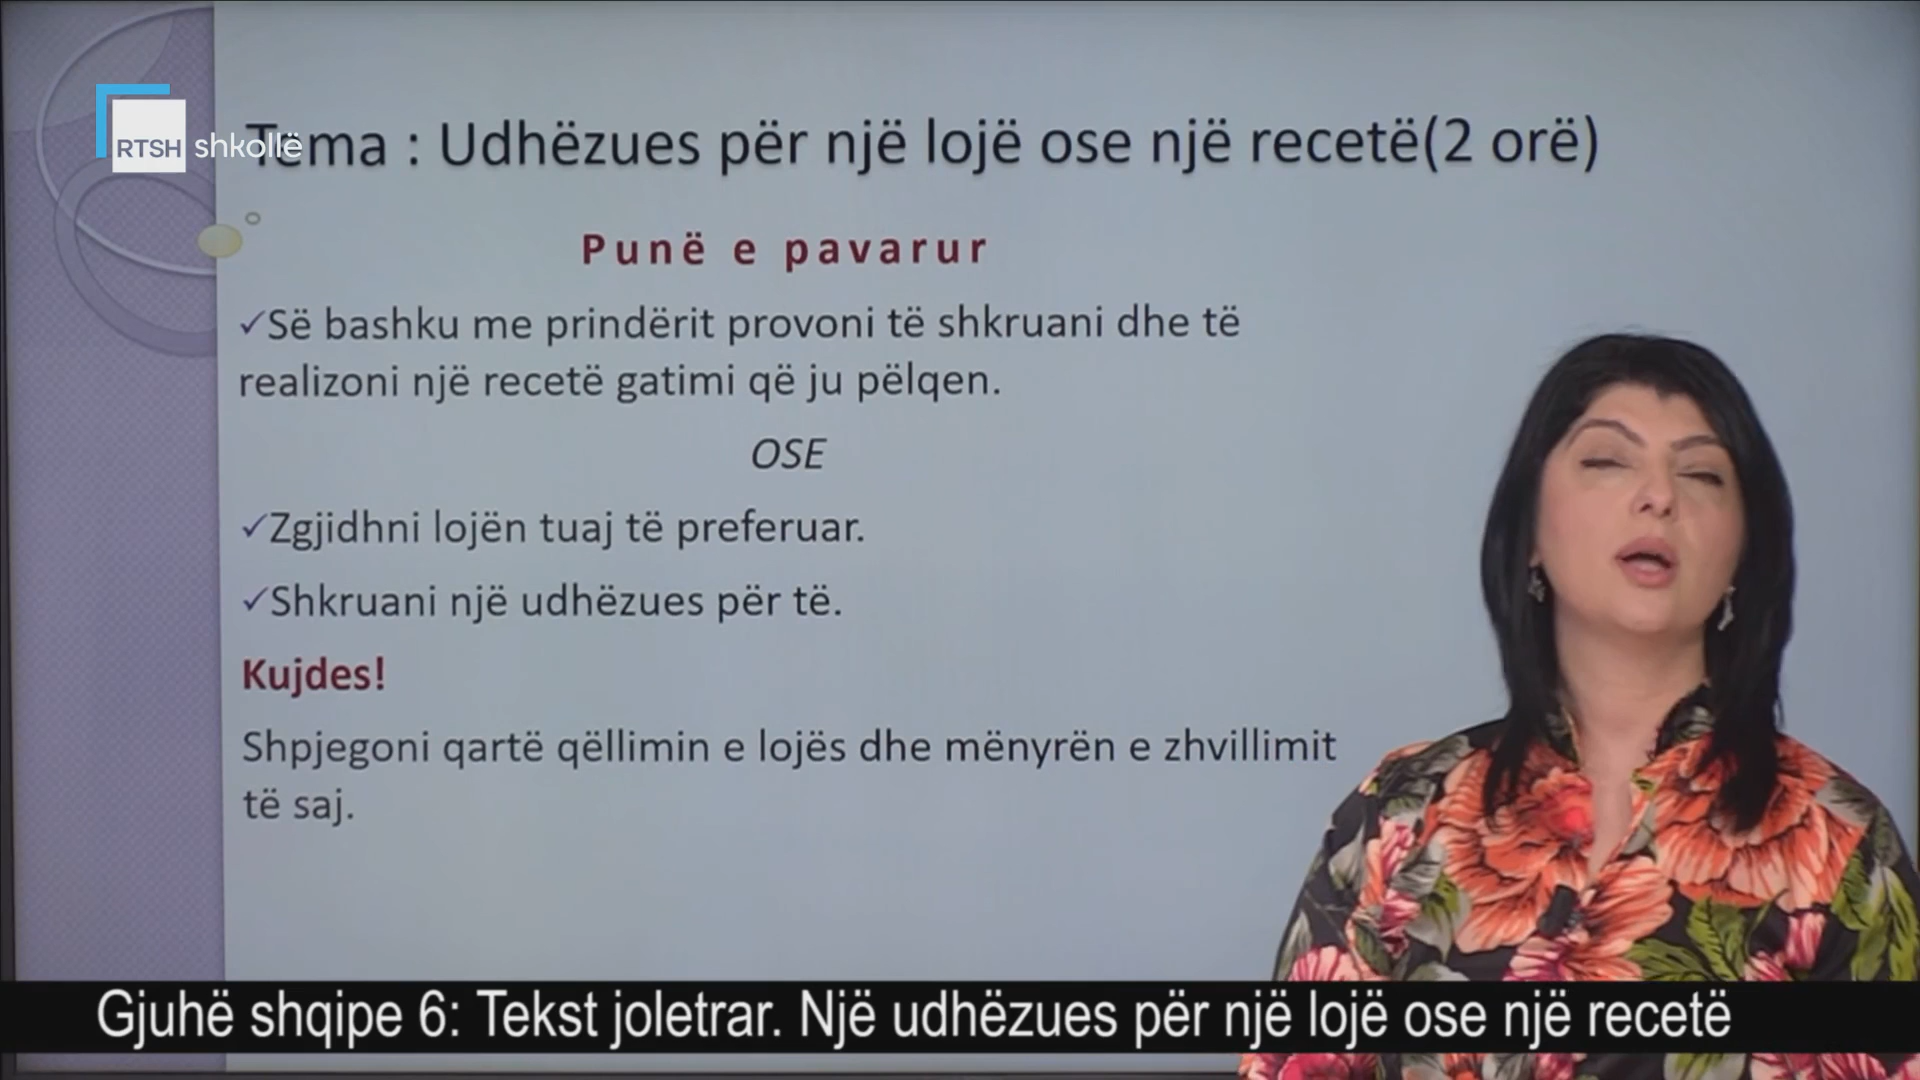 RTSH shkollë
Tema : Udhëzues për një lojë ose një recetë(2 orë)
Punë e pavarur
✓Së bashku me prindërit provoni të shkruani dhe të
realizoni një recetë gatimi që ju pëlqen.
OSE
✓Zgjidhni lojën tuaj të preferuar.
✓Shkruani një udhëzues për të.
Kujdes!
Shpjegoni qartë qëllimin e lojës dhe mënyrën e zhvillimit
të saj.
Gjuhë shqipe 6: Tekst joletrar. Një udhëzues për një lojë ose një recetë